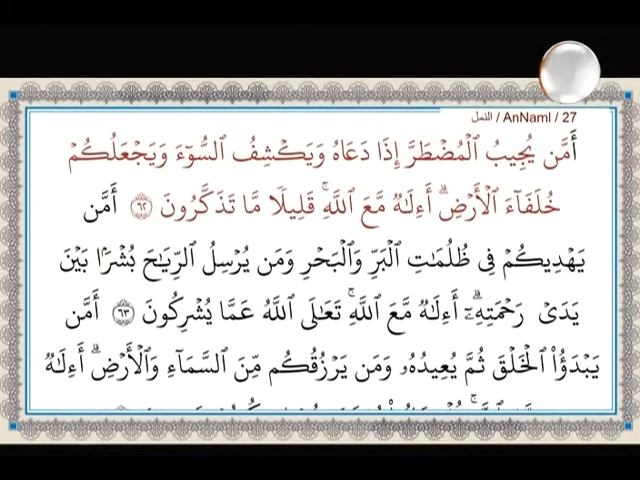 النمل / AnNaml / 27
أَمَّن يُجِيبُ ٱلۡمُضۡطَرَّ إِذَا دَعَاهُ وَيَكۡشِفُ ٱلسُّوٓءَ وَيَجۡعَلُكُمۡ
خُلَفَآءَ ٱلۡأَرۡضِۗ أَءِلَٰهٞ مَّعَ ٱللَّهِۚ قَلِيلٗا مَّا تَذَكَّرُونَ ٦٢ أَمَّن
يَهۡدِيكُمۡ فِي ظُلُمَٰتِ ٱلۡبَرِّ وَٱلۡبَحۡرِ وَمَن يُرۡسِلُ ٱلرِّيَٰحَ بُشۡرَۢا بَيۡنَ
يَدَيۡ رَحۡمَتِهِۦٓۗ أَءِلَٰهٞ مَّعَ ٱللَّهِۚ تَعَٰلَى ٱللَّهُ عَمَّا يُشۡرِكُونَ ٦٣ أَمَّن
يَبۡدَؤُاْ ٱلۡخَلۡقَ ثُمَّ يُعِيدُهُۥ وَمَن يَرۡزُقُكُم مِّنَ ٱلسَّمَآءِ وَٱلۡأَرۡضِۗ أَءِلَٰهٞ